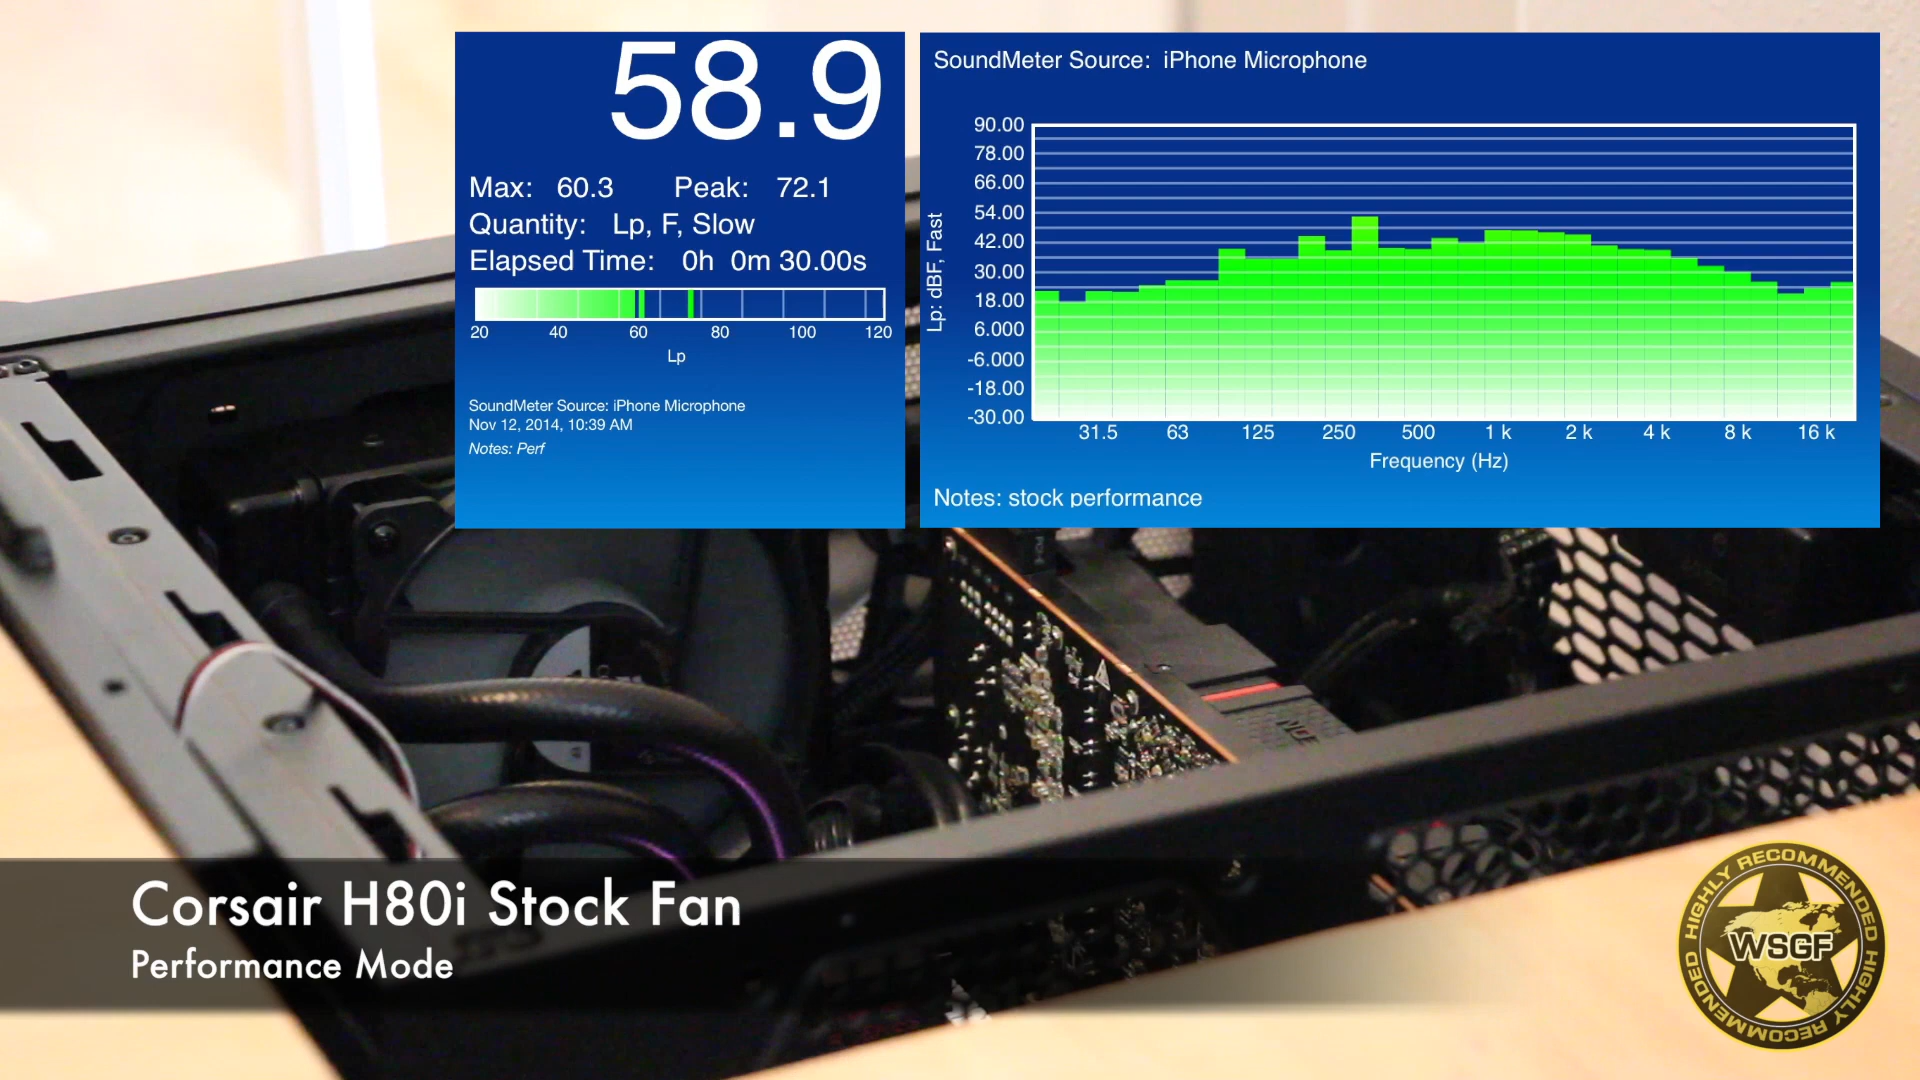 58.9
Max: 60.3 Peak: 72.1
Quantity: Lp, F, Slow
Elapsed Time: 0h 0m 30.00s
20 40 60 80 100 120
Lp
SoundMeter Source: iPhone Microphone
Nov 12, 2014, 10:39 AM
Notes: Perf
SoundMeter Source: iPhone Microphone
Lp: dBF, Fast
90.00
78.00
66.00
54.00
42.00
30.00
18.00
6.000
-6.000
-18.00
-30.00
31.5 63 125 250 500 1 k 2 k 4 k 8 k 16 k
Frequency (Hz)
Notes: stock performance
Corsair H80i Stock Fan
Performance Mode
HIGHLY RECOMMENDED
WSGF
HIGHLY RECOMMENDED